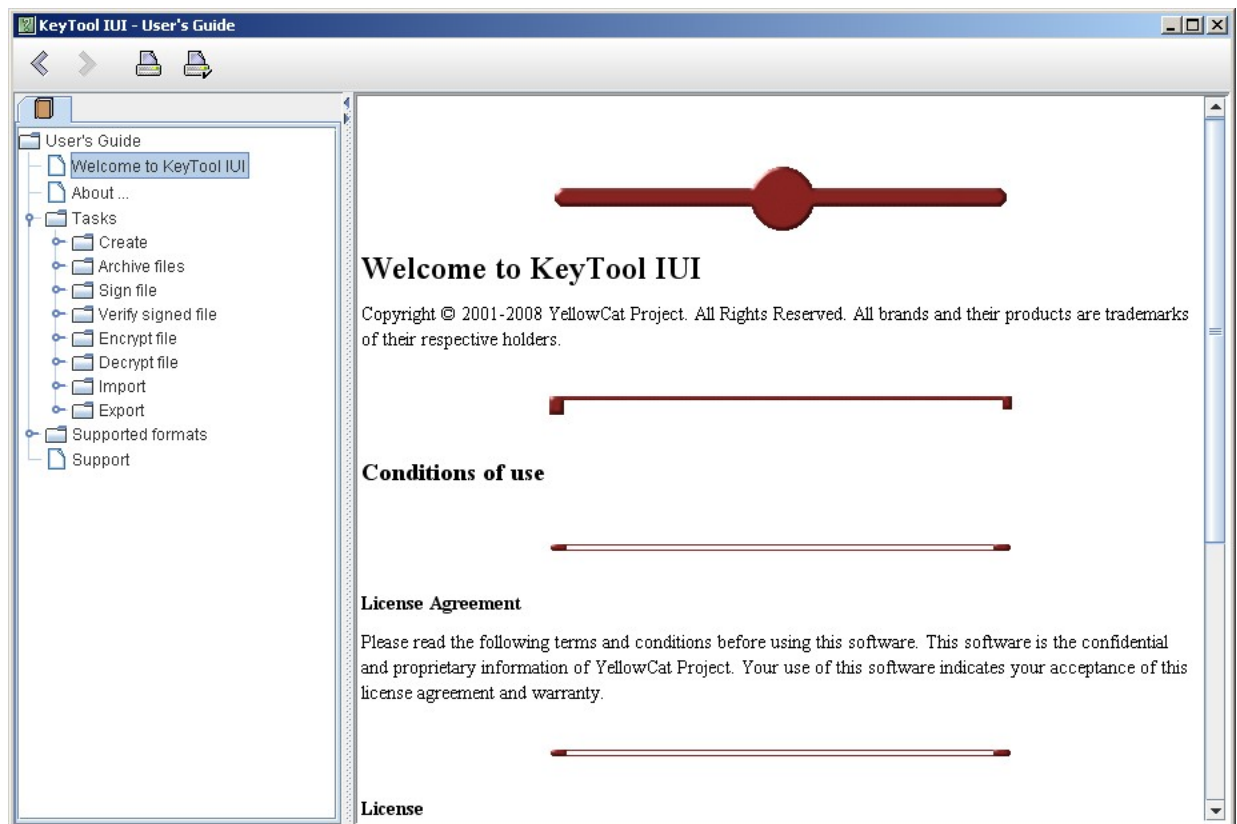 KeyTool IUI - User's Guide
User's Guide
Welcome to KeyTool IUI
About ...
Tasks
Create
Archive files
Sign file
Verify signed file
Encrypt file
Decrypt file
Import
Export
Supported formats
Support
Welcome to KeyTool IUI
Copyright © 2001-2008 YellowCat Project. All Rights Reserved. All brands and their products are trademarks
of their respective holders.
Conditions of use
License Agreement
Please read the following terms and conditions before using this software. This software is the confidential
and proprietary information of YellowCat Project. Your use of this software indicates your acceptance of this
license agreement and warranty.
License